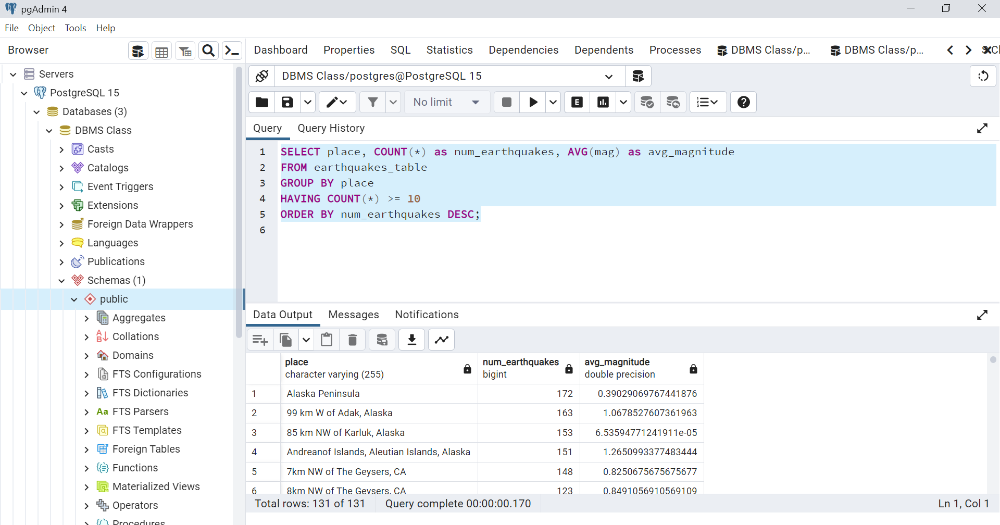 pgAdmin 4
File Object Tools Help
Browser
Dashboard Properties SQL Statistics Dependencies Dependents Processes DBMS Class/p... DBMS Class/p...
Servers
PostgreSQL 15
Databases (3)
DBMS Class
Casts
Catalogs
Event Triggers
Extensions
Foreign Data Wrappers
Languages
Publications
Schemas (1)
public
Aggregates
Collations
Domains
FTS Configurations
FTS Dictionaries
Aa FTS Parsers
FTS Templates
Foreign Tables
Functions
Materialized Views
Operators
Procedures
DBMS Class/postgres@PostgreSQL 15
No limit
E
Query Query History
1 SELECT place, COUNT(*) as num_earthquakes, AVG(mag) as avg_magnitude
2 FROM earthquakes_table
3 GROUP BY place
4 HAVING COUNT(*) >= 10
5 ORDER BY num_earthquakes DESC;
6
Data Output Messages Notifications
place num_earthquakes avg_magnitude
character varying (255) bigint double precision
1 Alaska Peninsula 172 0.39029069767441876
2 99 km W of Adak, Alaska 163 1.0678527607361963
3 85 km NW of Karluk, Alaska 153 6.53594771241911e-05
4 Andreanof Islands, Aleutian Islands, Alaska 151 1.2650993377483444
5 7km NW of The Geysers, CA 148 0.8250675675675677
6 8km NW of The Geysers, CA 123 0.8491056910569109
Total rows: 131 of 131 Query complete 00:00:00.170 Ln 1, Col 1